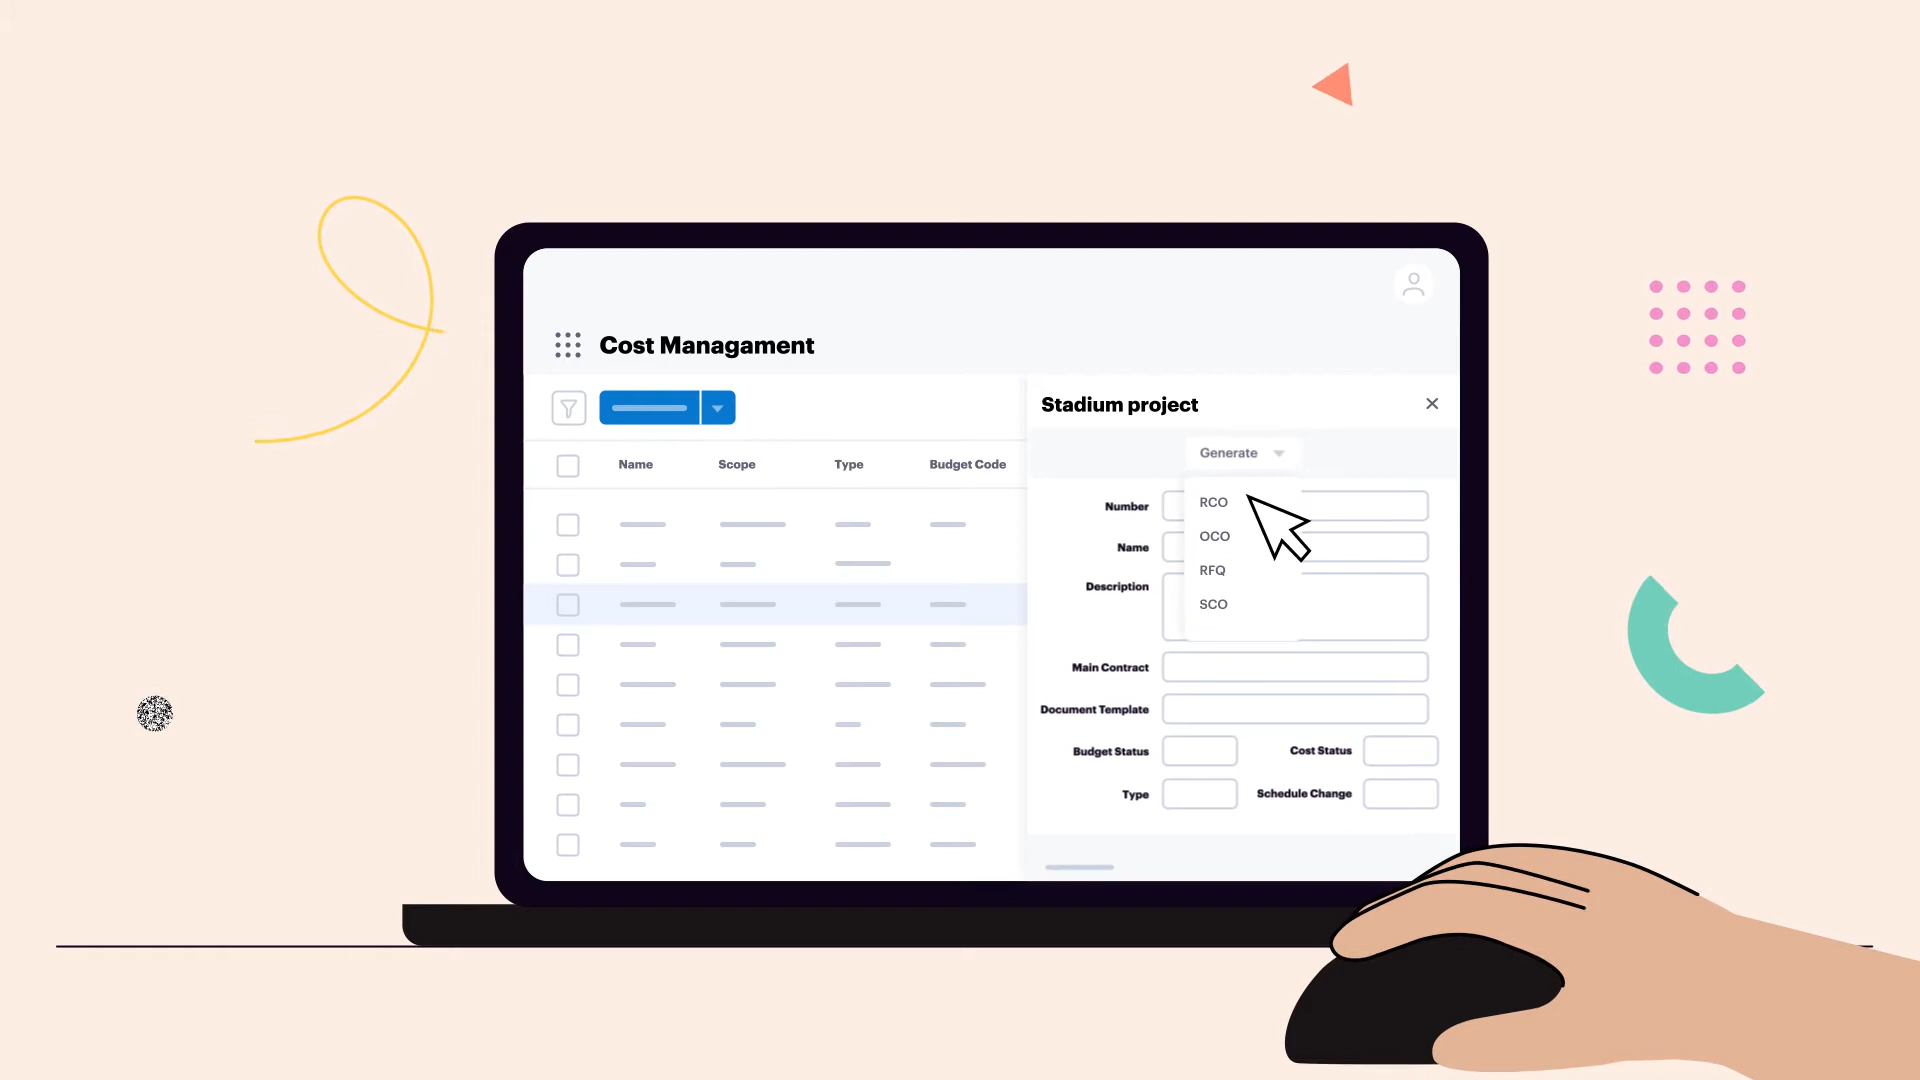 Cost Managament
Stadium project
Generate
Name Scope Type Budget Code
RCO
OCO
RFQ
SCO
Number
Name
Description
Main Contract
Document Template
Budget Status Cost Status
Type Schedule Change